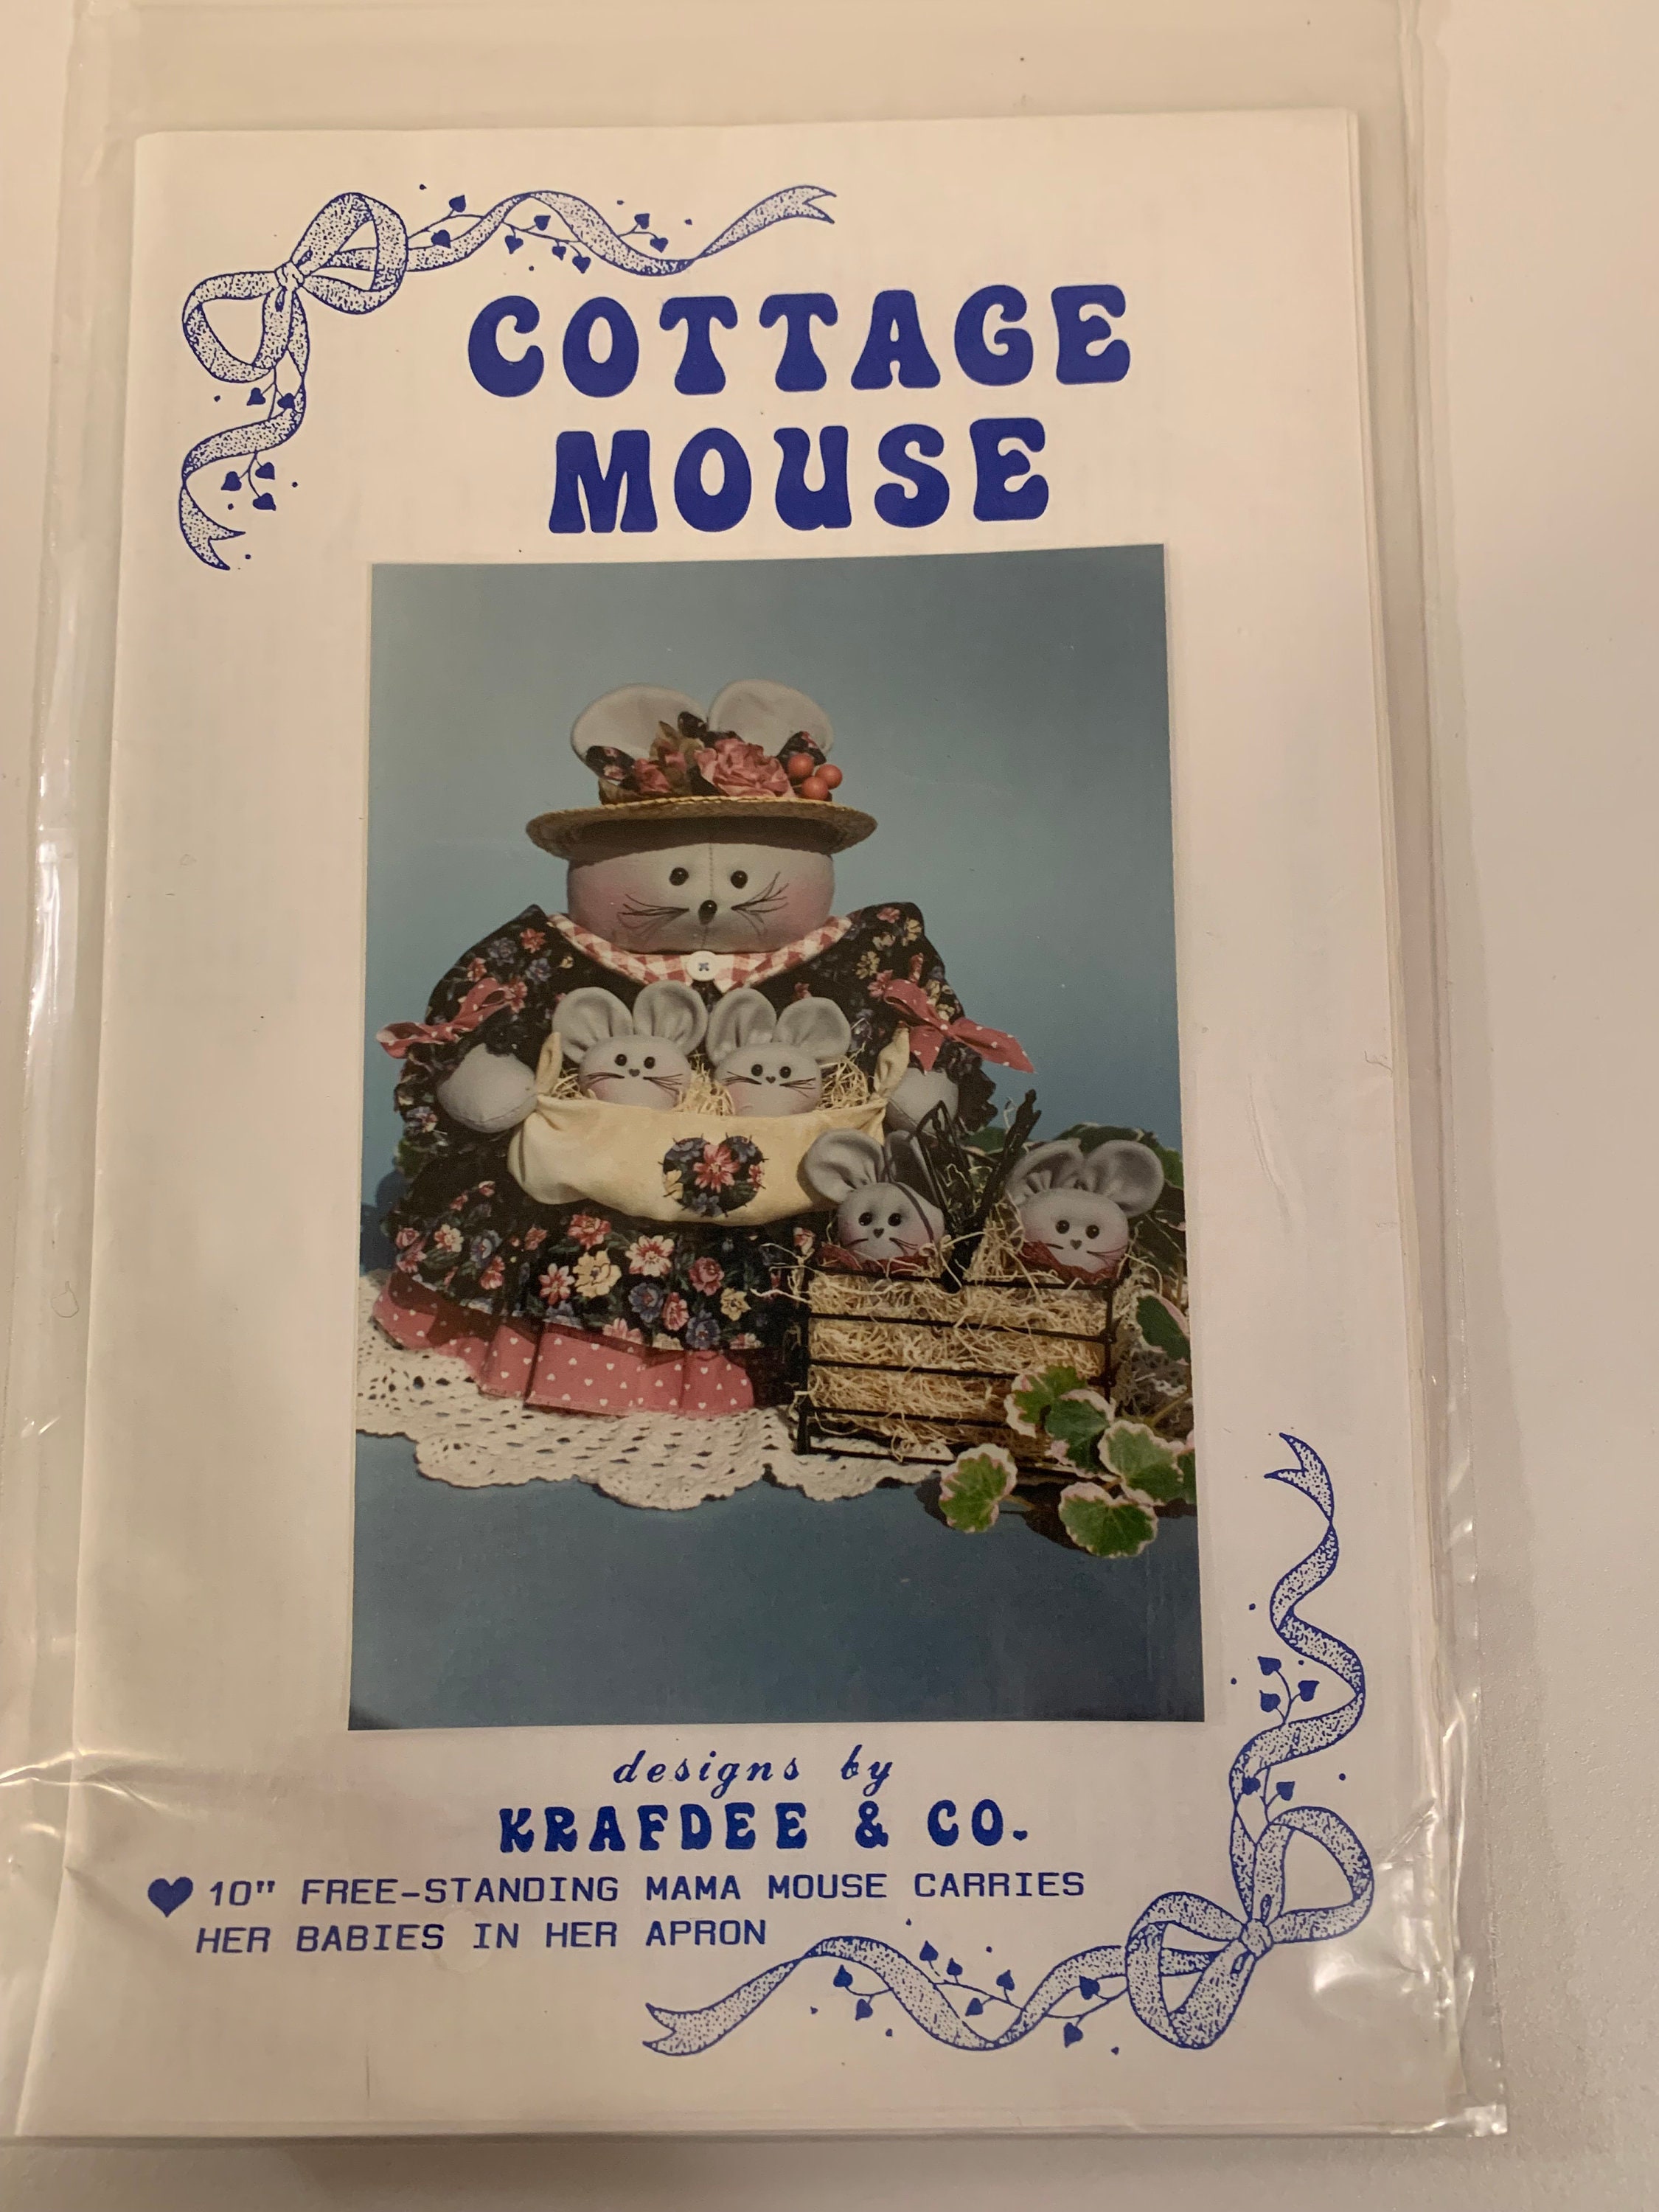 COTTAGE
MOUSE
designs by
KRAFDEE & CO.
10" FREE-STANDING MAMA MOUSE CARRIES
HER BABIES IN HER APRON